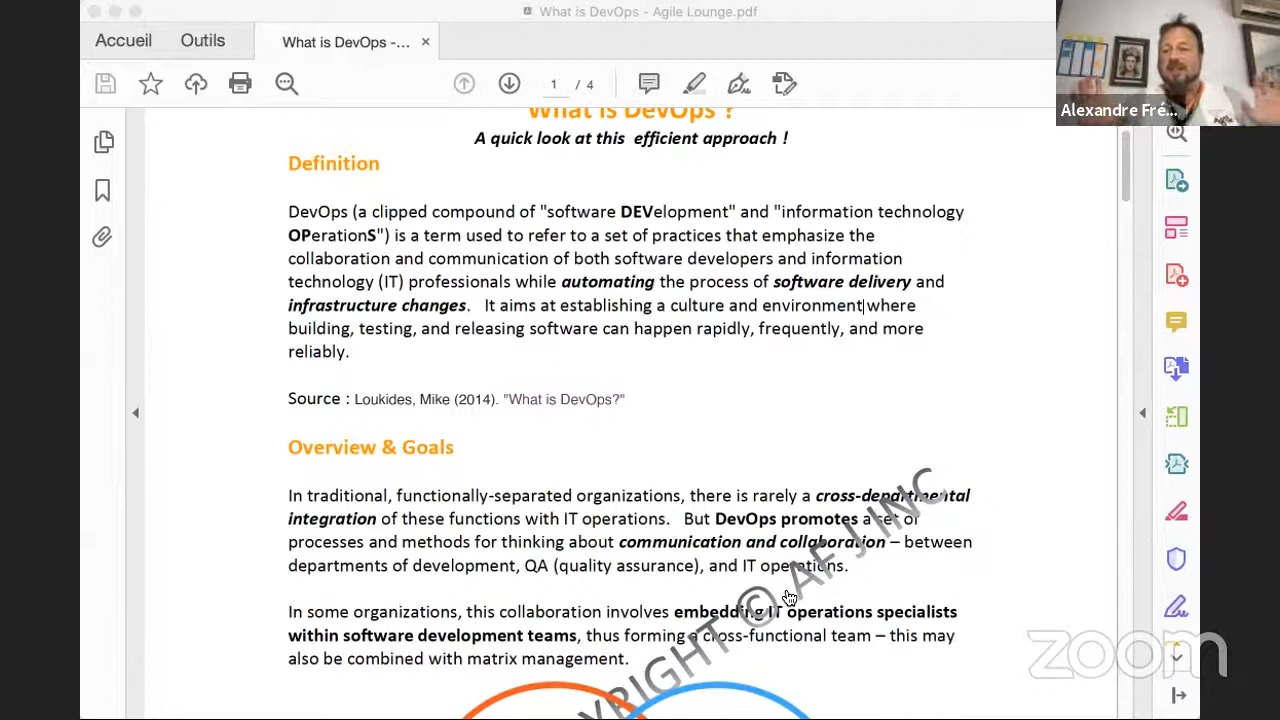 What is DevOps - Agile Lounge.pdf
Accueil
Outils
What is DevOps -...
1 / 4
Alexandre Fré...
What is DevOps ?
A quick look at this efficient approach !
Definition
DevOps (a clipped compound of "software DEVelopment" and "information technology
OPerationS") is a term used to refer to a set of practices that emphasize the
collaboration and communication of both software developers and information
technology (IT) professionals while automating the process of software delivery and
infrastructure changes. It aims at establishing a culture and environment where
building, testing, and releasing software can happen rapidly, frequently, and more
reliably.
Source : Loukides, Mike (2014). "What is DevOps?"
Overview & Goals
In traditional, functionally-separated organizations, there is rarely a cross-departmental
integration of these functions with IT operations. But DevOps promotes a set of
processes and methods for thinking about communication and collaboration – between
departments of development, QA (quality assurance), and IT operations.
In some organizations, this collaboration involves embedding IT operations specialists
within software development teams, thus forming a cross-functional team – this may
also be combined with matrix management.
YRIGHT © AF J INC
zoom